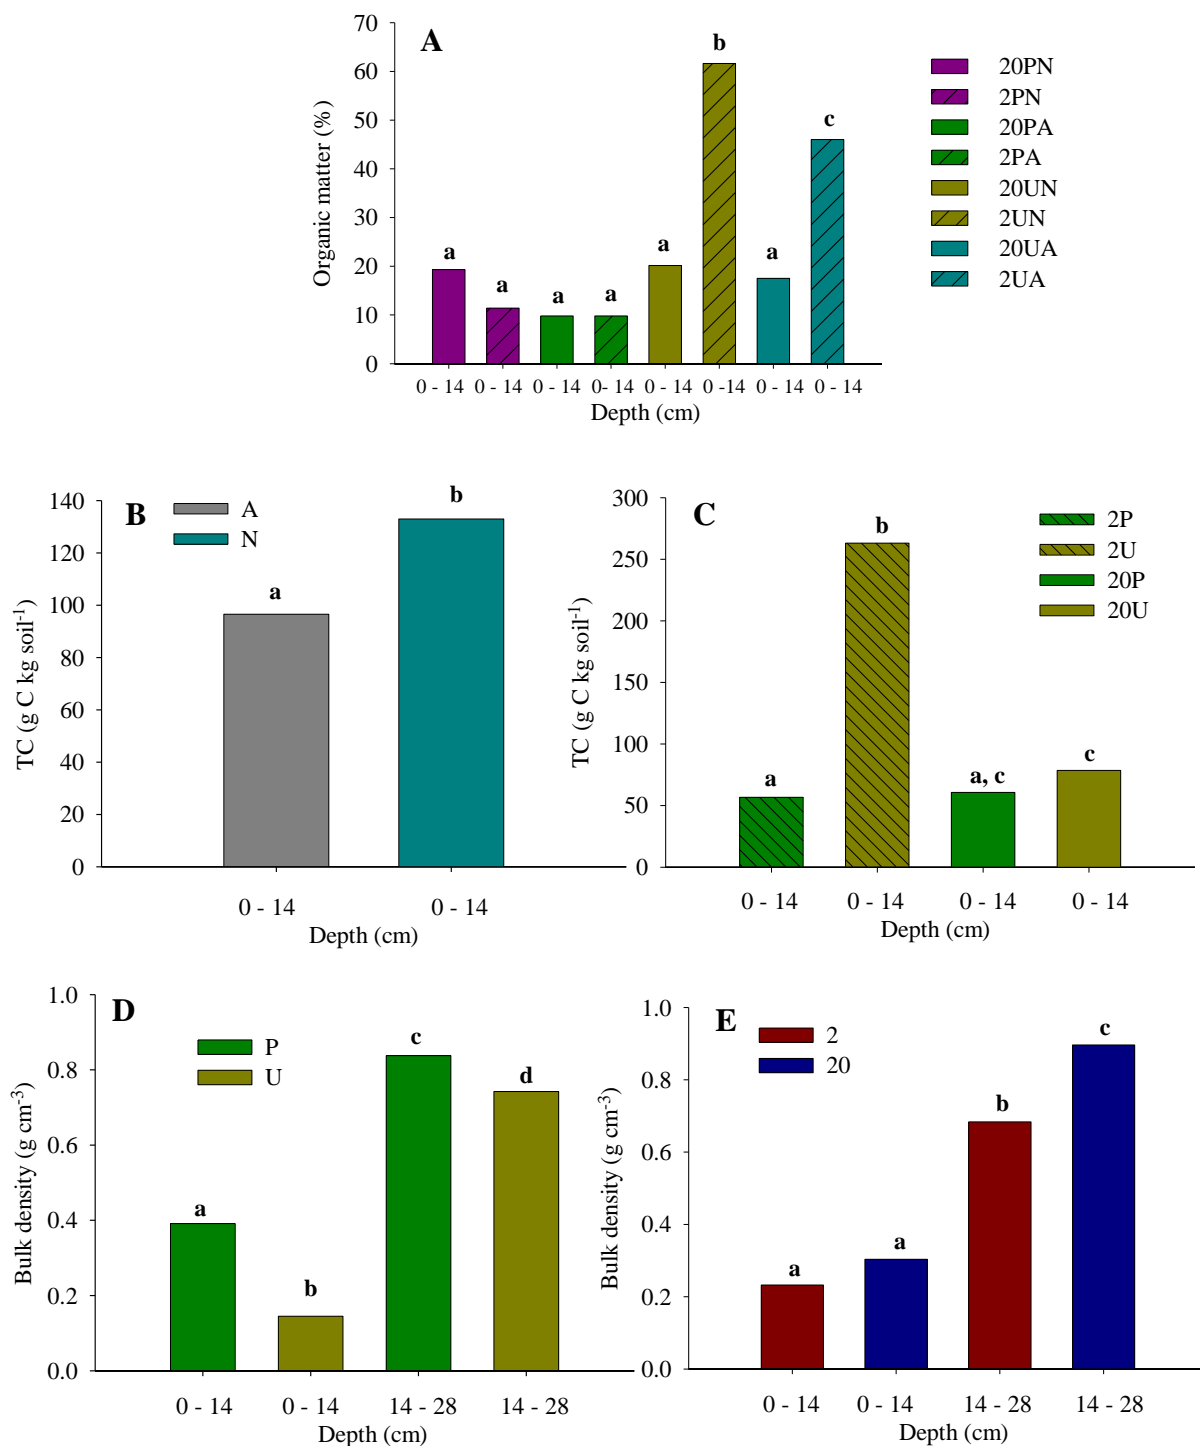 A
Organic matter (%)
70
60
50
40
30
20
10
0
a
a
a
a
a
b
a
c
0 - 14
0 - 14
0 - 14
0- 14
0 - 14
0 -14
0 - 14
0 - 14
Depth (cm)
20PN
2PN
20PA
2PA
20UN
2UN
20UA
2UA
B
TC (g C kg soil-1)
140
120
100
80
60
40
20
0
A
N
a
b
0 - 14
0 - 14
Depth (cm)
C
TC (g C kg soil-1)
300
250
200
150
100
50
0
2P
2U
20P
20U
a
b
a, c
c
0 - 14
0 - 14
0 - 14
0 - 14
Depth (cm)
D
Bulk density (g cm-3)
1.0
0.8
0.6
0.4
0.2
0.0
P
U
a
b
c
d
0 - 14
0 - 14
14 - 28
14 - 28
Depth (cm)
E
Bulk density (g cm-3)
1.0
0.8
0.6
0.4
0.2
0.0
2
20
a
a
b
c
0 - 14
0 - 14
14 - 28
14 - 28
Depth (cm)